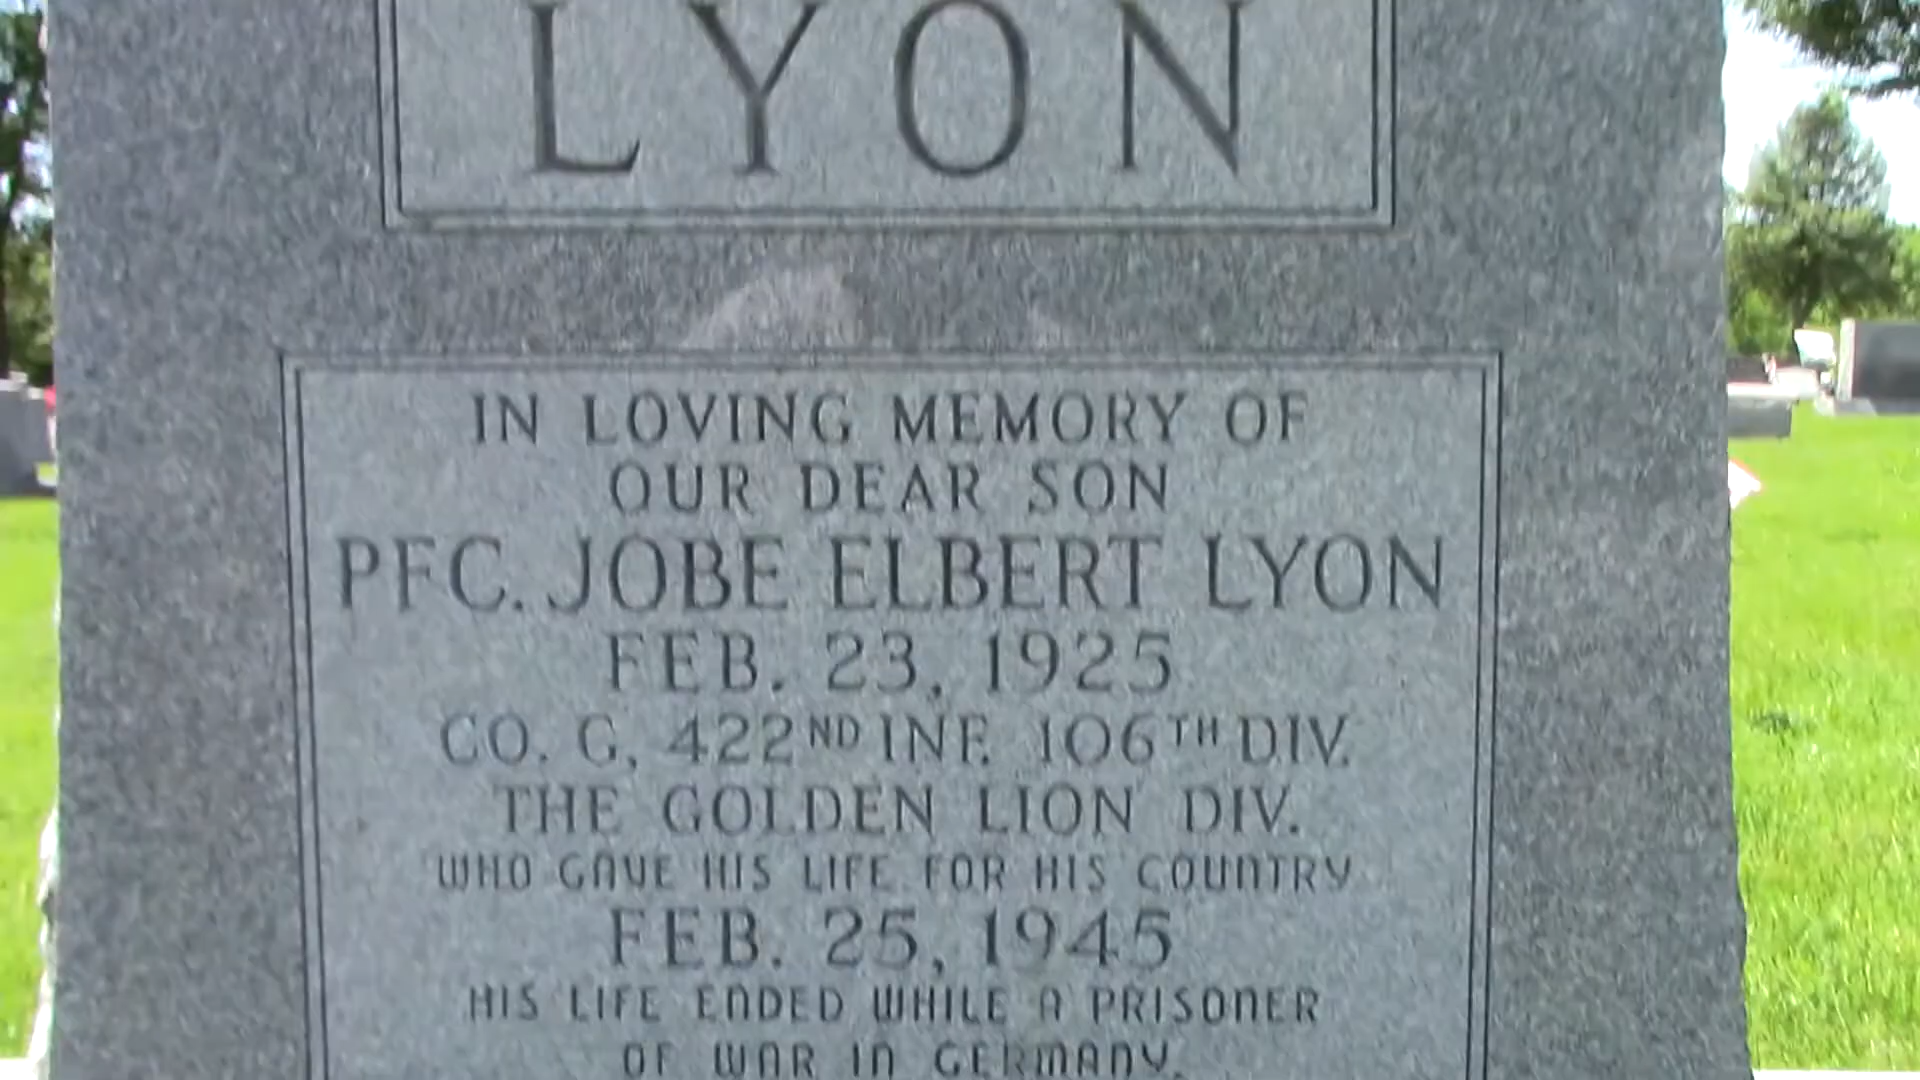 LYON
IN LOVING MEMORY OF
OUR DEAR SON
PFC. JOBE ELBERT LYON
FEB. 23, 1925
CO. G, 422ND INF. 106TH DIV.
THE GOLDEN LION DIV.
WHO GAVE HIS LIFE FOR HIS COUNTRY
FEB. 25, 1945
HIS LIFE ENDED WHILE A PRISONER
OF WAR IN GERMANY.